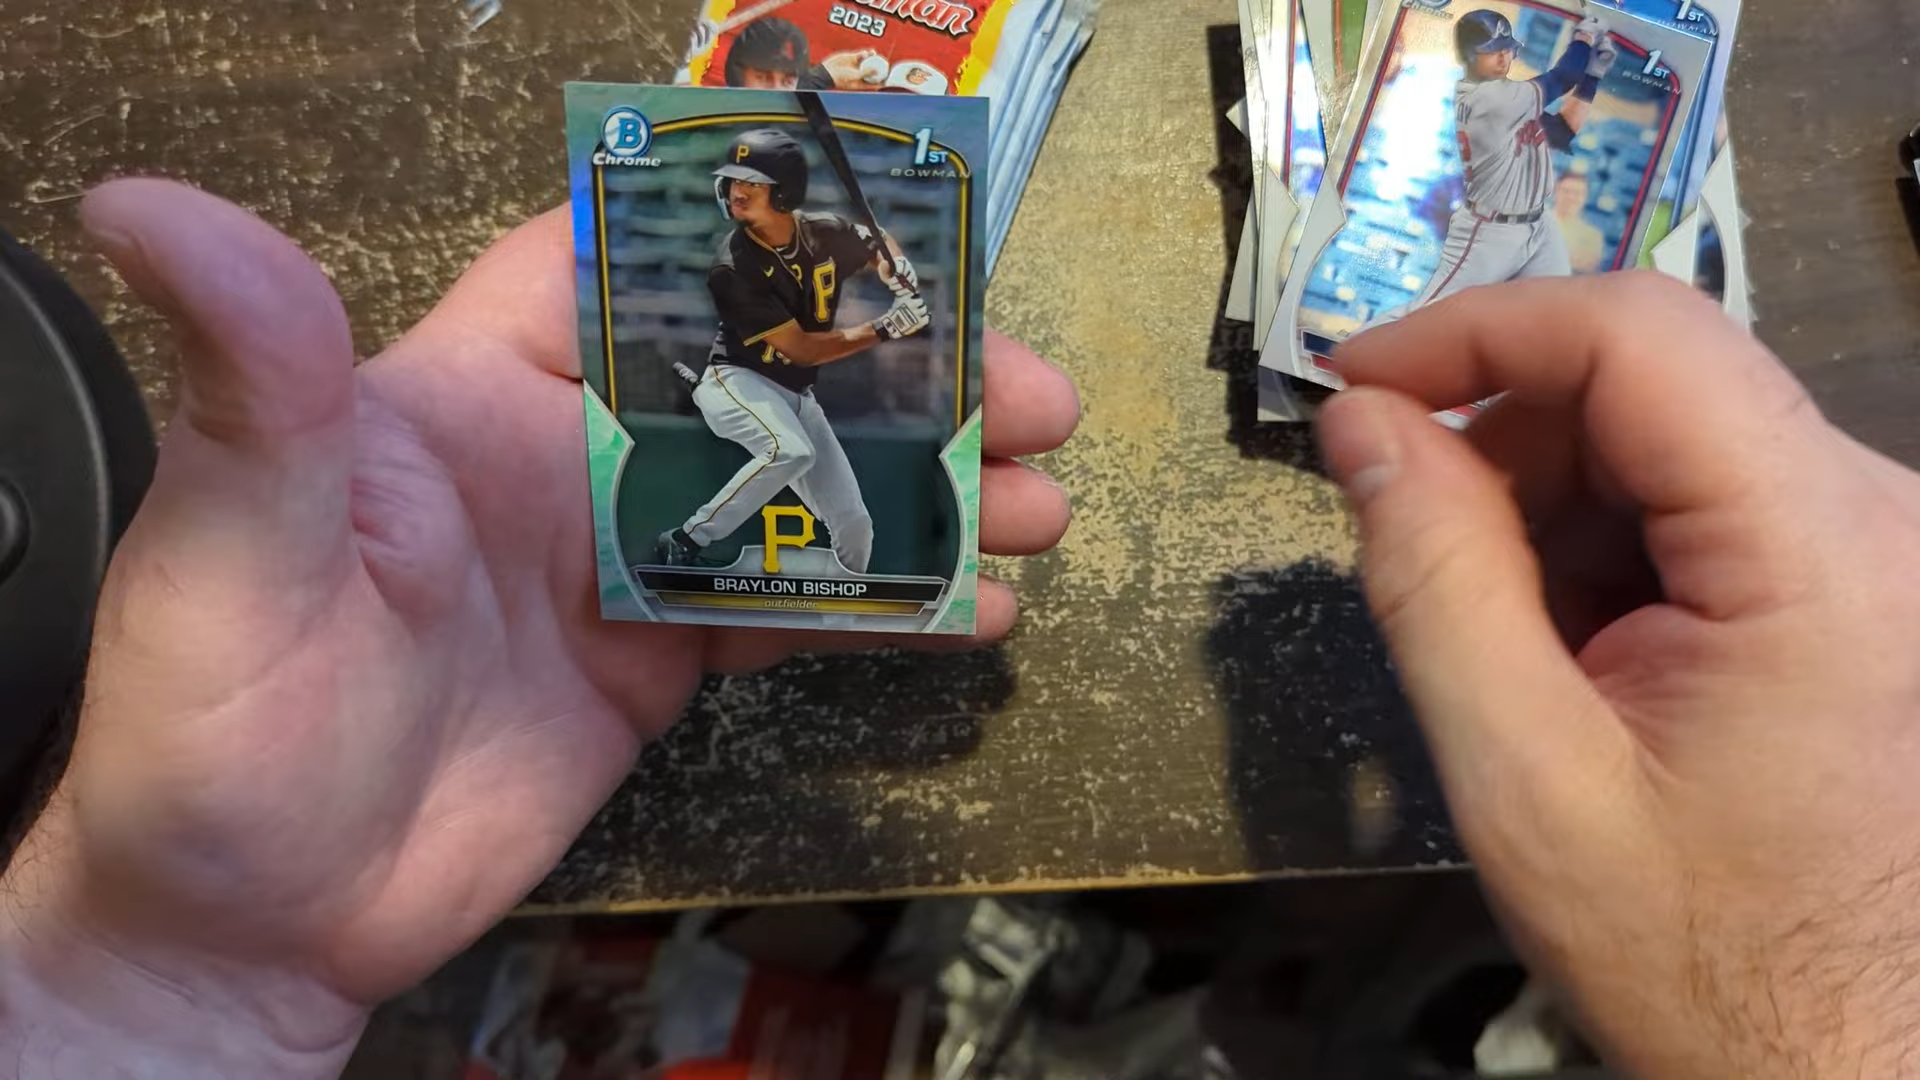 2023
B
Chrome
1ST
BOWMAN
P
P
P
BRAYLON BISHOP
outfielder
1ST
1ST
BOWMAN